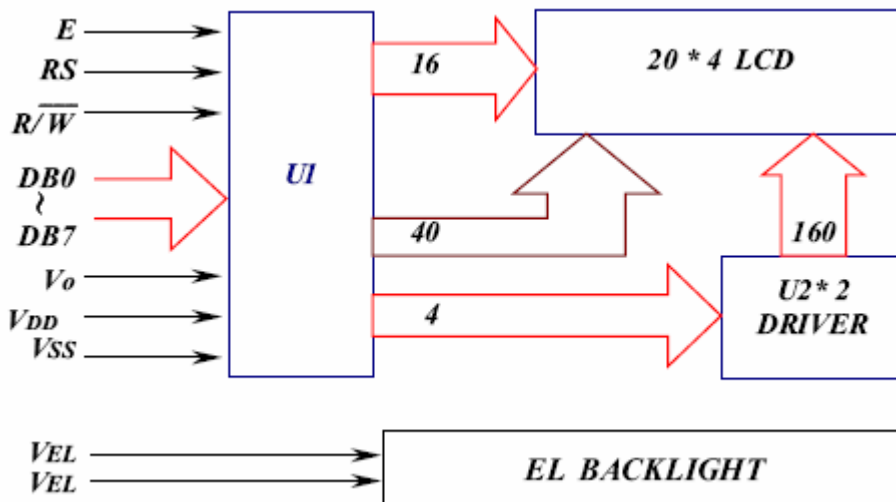 E
RS
R/W̅
DB0
~
DB7
Vo
VDD
VSS
U1
16
40
4
20 * 4 LCD
160
U2* 2
DRIVER
VEL
VEL
EL BACKLIGHT